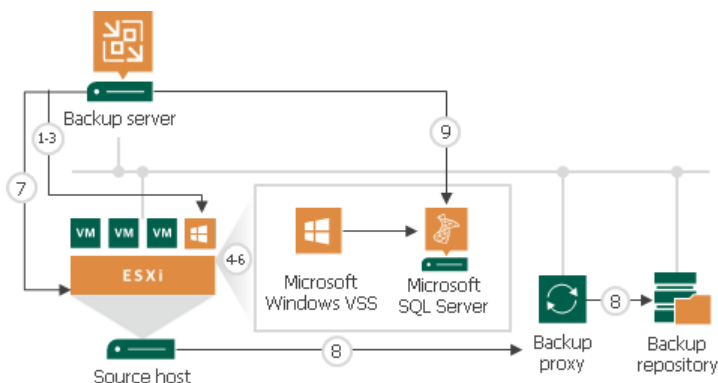 Backup server
1-3
9
7
VM
VM
VM
4-6
ESXi
Microsoft
Windows VSS
Microsoft
SQL Server
8
8
Backup
proxy
Backup
repository
Source host